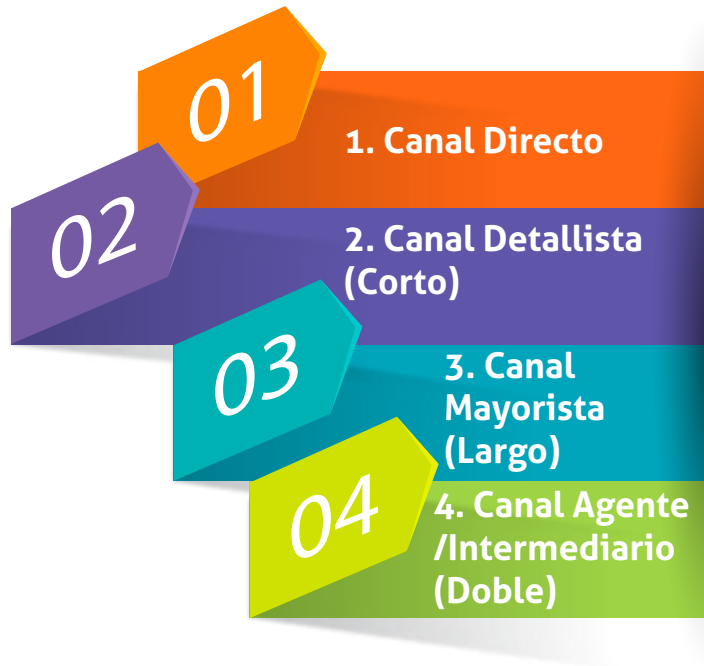 01
1. Canal Directo
02
2. Canal Detallista
(Corto)
03
3. Canal
Mayorista
(Largo)
04
4. Canal Agente
/Intermediario
(Doble)